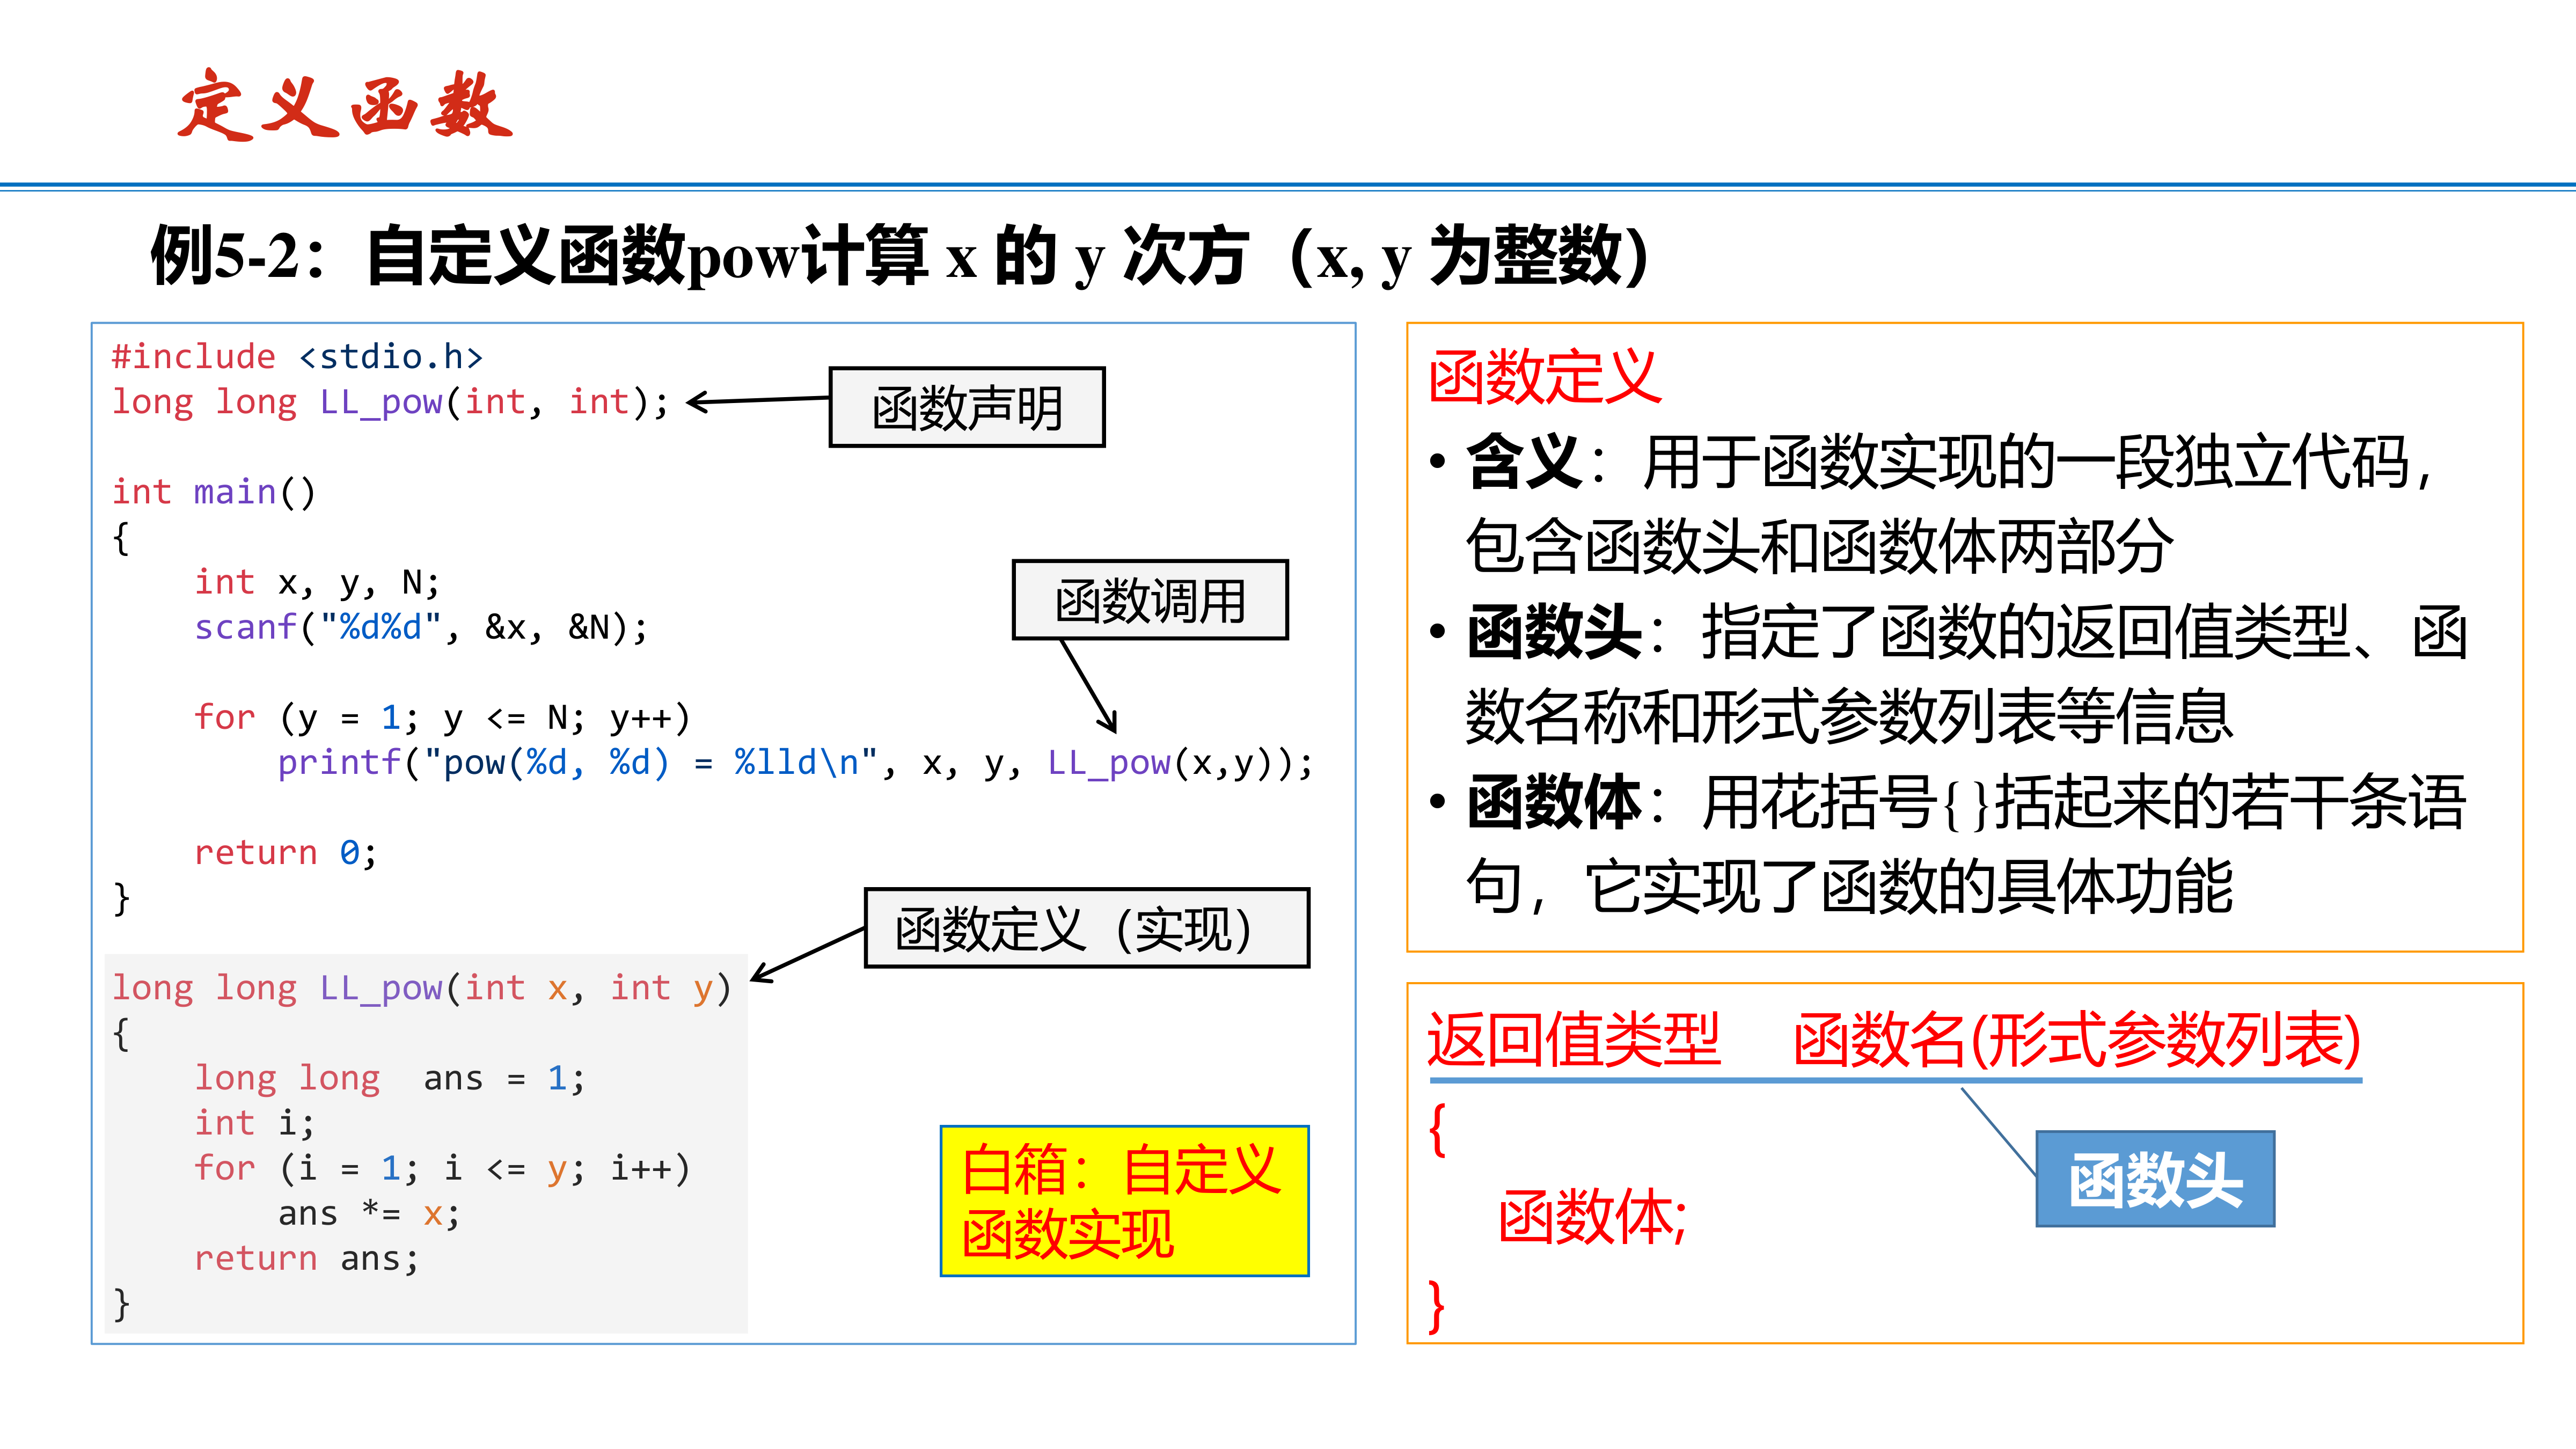 定义函数
例5-2：自定义函数pow计算 x 的 y 次方（x, y 为整数）
#include <stdio.h>
long long LL_pow(int, int);
函数声明
int main()
{
    int x, y, N;
    scanf("%d%d", &x, &N);
函数调用
    for (y = 1; y <= N; y++)
        printf("pow(%d, %d) = %lld\n", x, y, LL_pow(x,y));
    return 0;
}
函数定义（实现）
long long LL_pow(int x, int y)
{
    long long  ans = 1;
    int i;
    for (i = 1; i <= y; i++)
        ans *= x;
    return ans;
}
白箱：自定义
函数实现
函数定义
• 含义：用于函数实现的一段独立代码，
包含函数头和函数体两部分
• 函数头：指定了函数的返回值类型、函
数名称和形式参数列表等信息
• 函数体：用花括号{ }括起来的若干条语
句，它实现了函数的具体功能
返回值类型    函数名(形式参数列表)
{
    函数体;
}
函数头